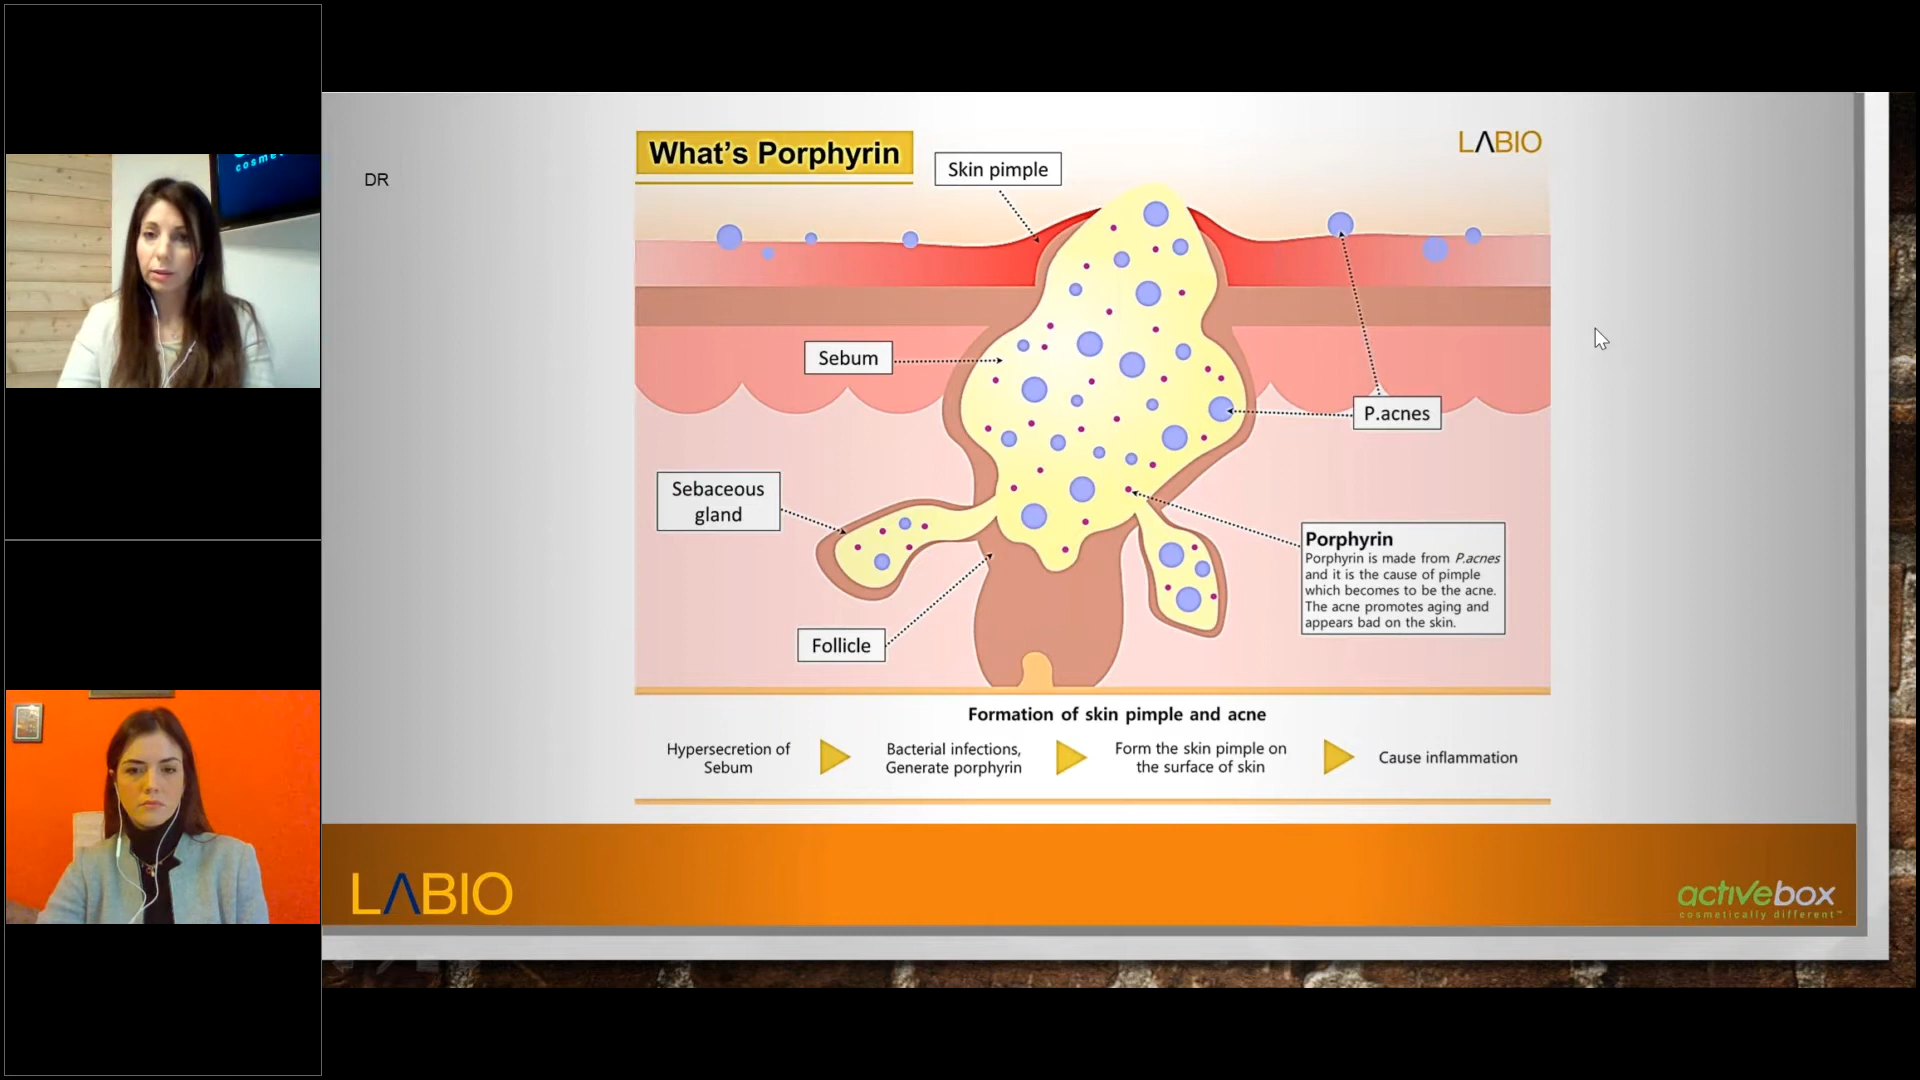 cosme
DR
What's Porphyrin
LABIO
Skin pimple
Sebum
P.acnes
Sebaceous
gland
Porphyrin
Porphyrin is made from P.acnes
and it is the cause of pimple
which becomes to be the acne.
The acne promotes aging and
appears bad on the skin.
Follicle
Formation of skin pimple and acne
Hypersecretion of
Sebum
Bacterial infections,
Generate porphyrin
Form the skin pimple on
the surface of skin
Cause inflammation
LABIO
activebox
cosmetically different™